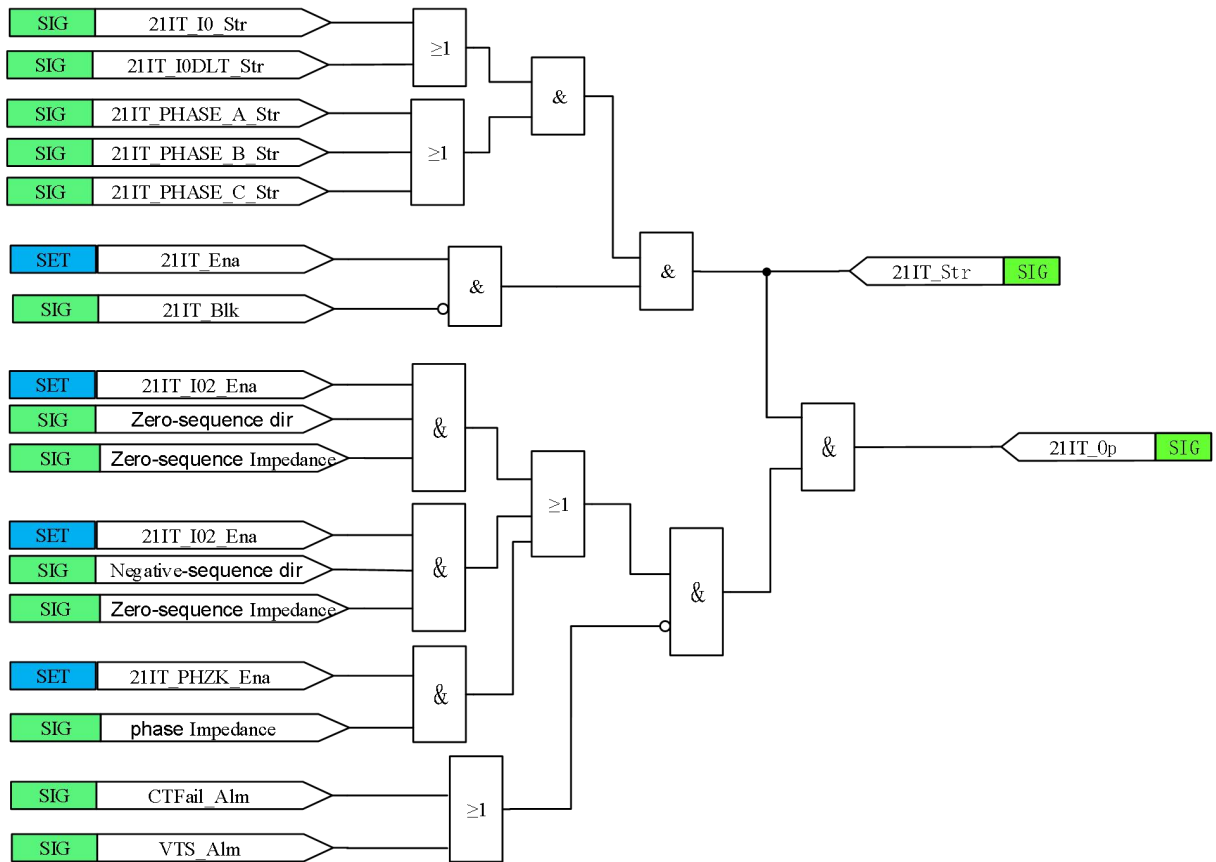 SIG 21IT_I0_Str
≥1
SIG 21IT_I0DLT_Str
&
SIG 21IT_PHASE_A_Str
SIG 21IT_PHASE_B_Str
≥1
SIG 21IT_PHASE_C_Str
SET 21IT_Ena
&
&
21IT_Str SIG
SIG 21IT_Blk
SET 21IT_I02_Ena
SIG Zero-sequence dir
&
SIG Zero-sequence Impedance
&
21IT_Op SIG
≥1
SET 21IT_I02_Ena
SIG Negative-sequence dir
&
&
SIG Zero-sequence Impedance
SET 21IT_PHZK_Ena
&
SIG phase Impedance
SIG CTFail_Alm
≥1
SIG VTS_Alm